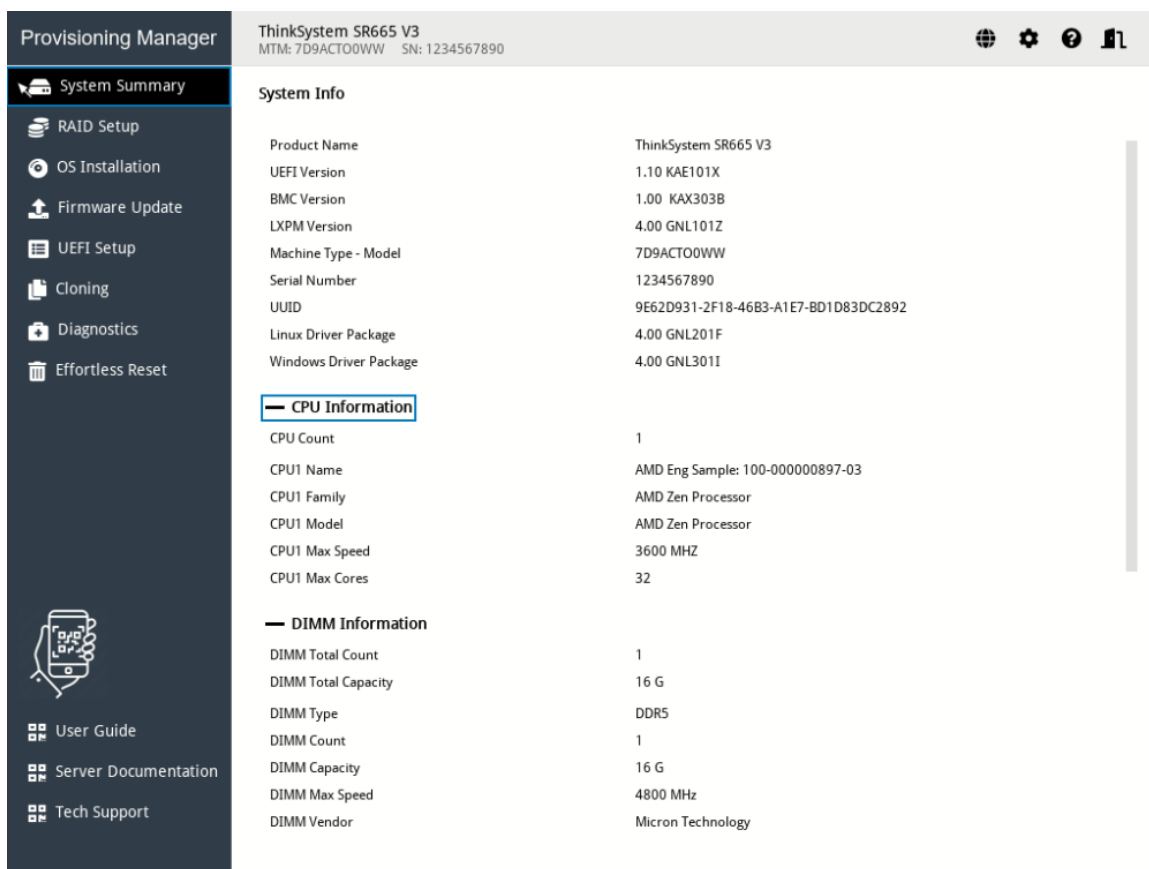 Provisioning Manager
ThinkSystem SR665 V3
MTM: 7D9ACTO0WW SN: 1234567890
System Summary
RAID Setup
OS Installation
Firmware Update
UEFI Setup
Cloning
Diagnostics
Effortless Reset
User Guide
Server Documentation
Tech Support
System Info
Product Name ThinkSystem SR665 V3
UEFI Version 1.10 KAE101X
BMC Version 1.00 KAX303B
LXPM Version 4.00 GNL101Z
Machine Type - Model 7D9ACTO0WW
Serial Number 1234567890
UUID 9E62D931-2F18-46B3-A1E7-BD1D83DC2892
Linux Driver Package 4.00 GNL201F
Windows Driver Package 4.00 GNL301I
CPU Information
CPU Count 1
CPU1 Name AMD Eng Sample: 100-000000897-03
CPU1 Family AMD Zen Processor
CPU1 Model AMD Zen Processor
CPU1 Max Speed 3600 MHZ
CPU1 Max Cores 32
DIMM Information
DIMM Total Count 1
DIMM Total Capacity 16 G
DIMM Type DDR5
DIMM Count 1
DIMM Capacity 16 G
DIMM Max Speed 4800 MHz
DIMM Vendor Micron Technology